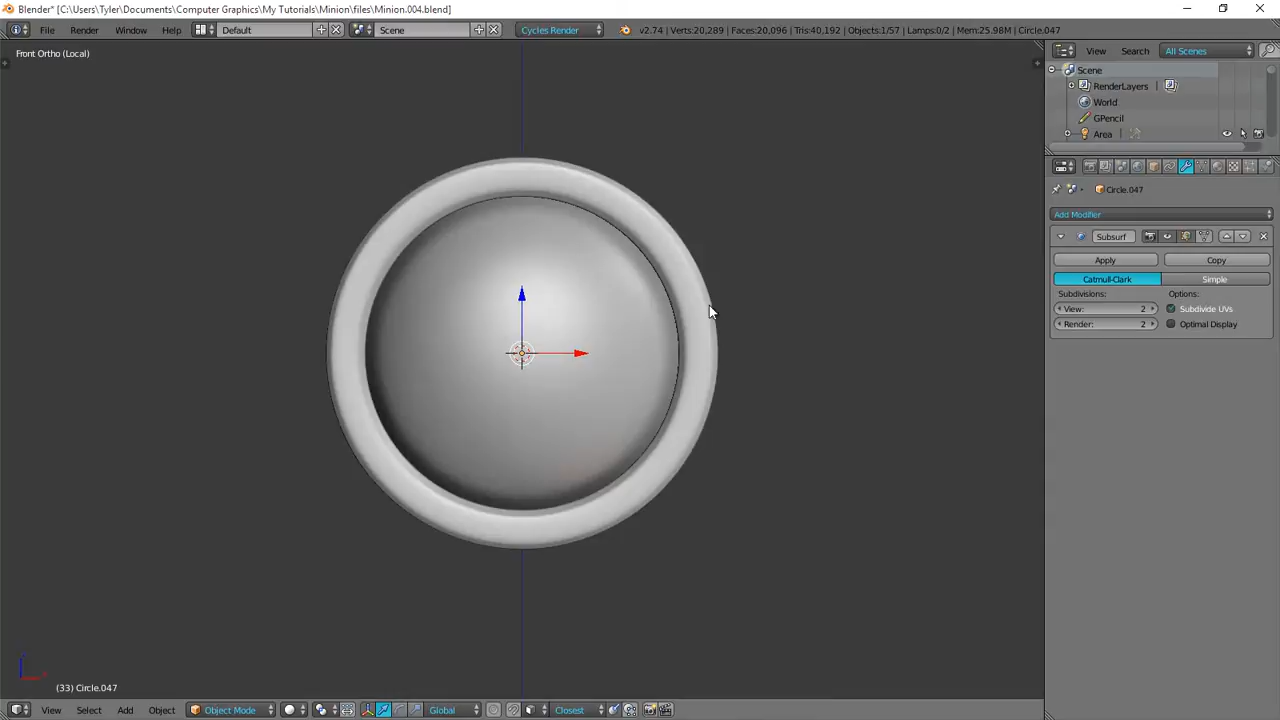 Blender* [C:\Users\Tyler\Documents\Computer Graphics\My Tutorials\Minion\files\Minion.004.blend]
File Render Window Help Default Scene Cycles Render v2.74 | Verts:20,289 | Faces:20,096 | Tris:40,192 | Objects:1/57 | Lamps:0/2 | Mem:25.98M | Circle.047
Front Ortho (Local)
View Search All Scenes
Scene
RenderLayers
World
GPencil
Area
Circle.047
Add Modifier
Subsurf
Apply Copy
Catmull-Clark Simple
Subdivisions: Options:
View: 2 Subdivide UVs
Render: 2 Optimal Display
(33) Circle.047
View Select Add Object Object Mode Global Closest